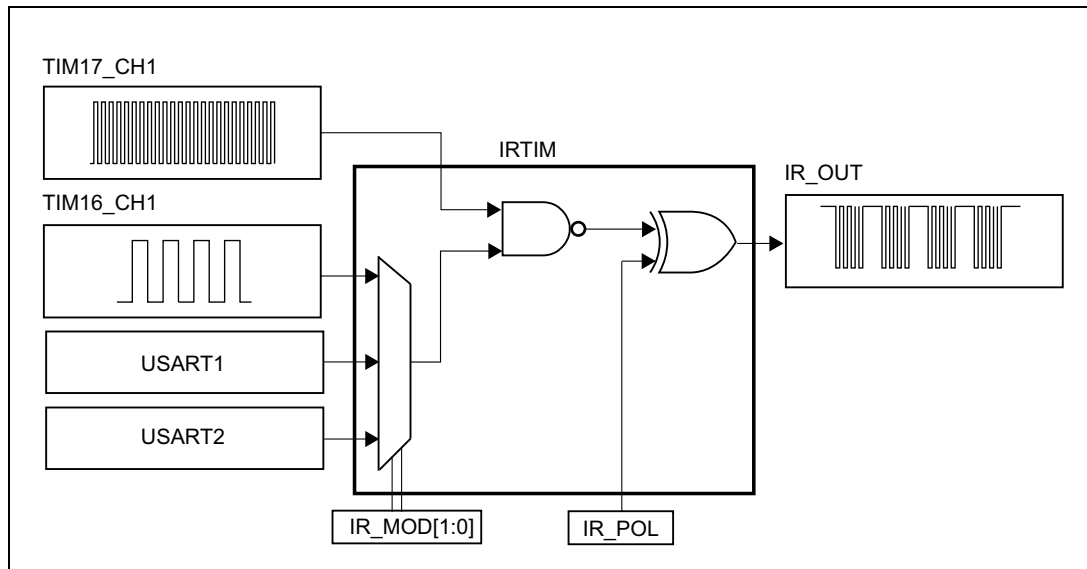 TIM17_CH1
IRTIM
IR_OUT
TIM16_CH1
USART1
USART2
IR_MOD[1:0]
IR_POL